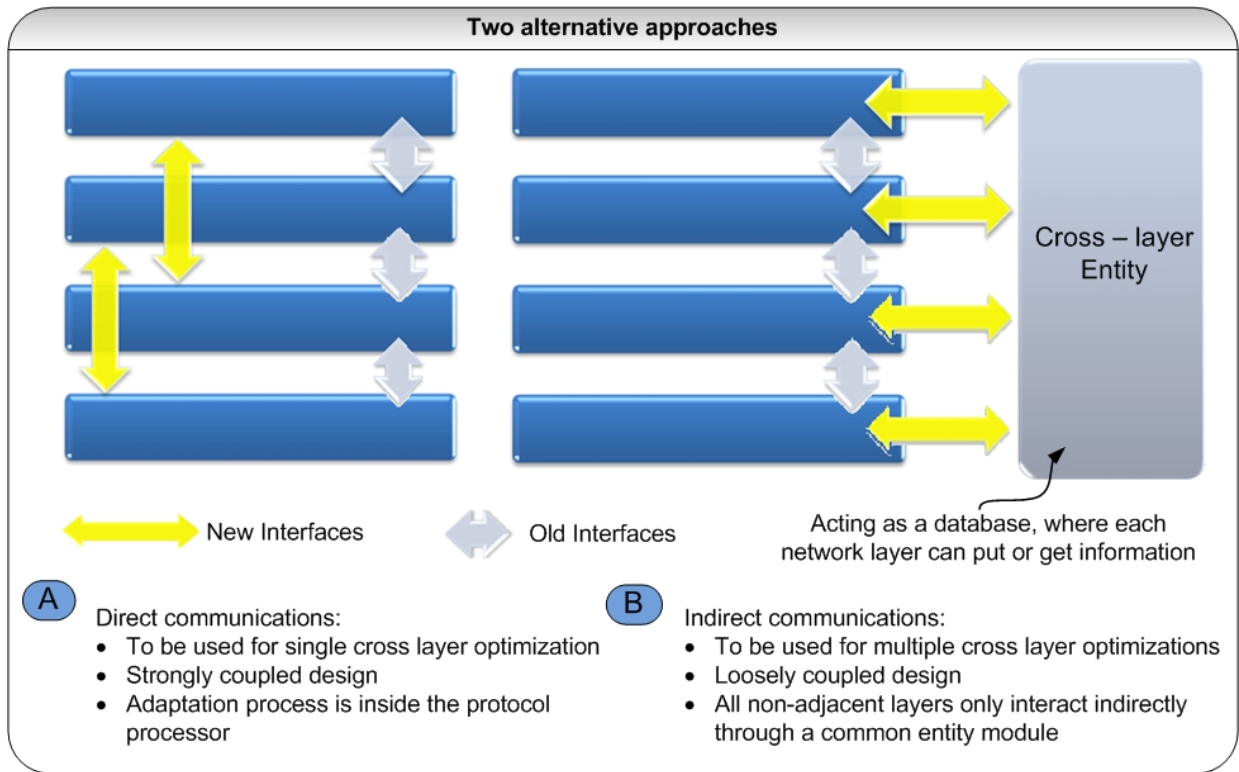 Two alternative approaches
Cross – layer
Entity
New Interfaces
Old Interfaces
Acting as a database, where each
network layer can put or get information
A
Direct communications:
• To be used for single cross layer optimization
• Strongly coupled design
• Adaptation process is inside the protocol
processor
B
Indirect communications:
• To be used for multiple cross layer optimizations
• Loosely coupled design
• All non-adjacent layers only interact indirectly
through a common entity module